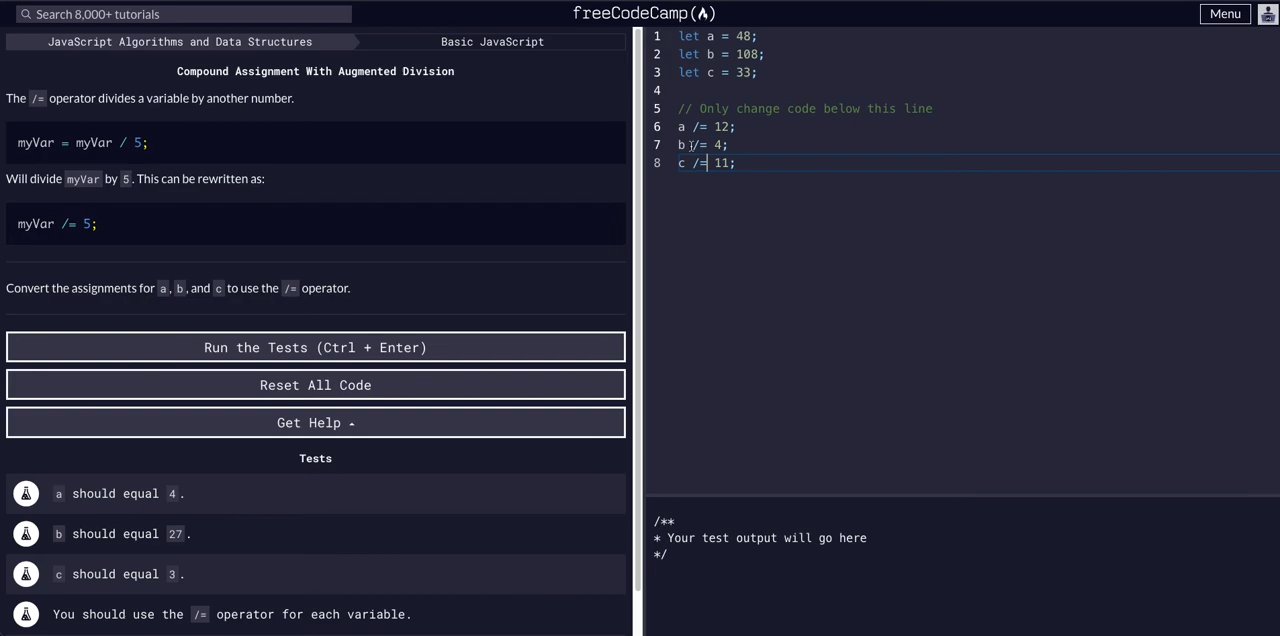 Search 8,000+ tutorials
freeCodeCamp
Menu
JavaScript Algorithms and Data Structures
Basic JavaScript
Compound Assignment With Augmented Division
The /= operator divides a variable by another number.
myVar = myVar / 5;
Will divide myVar by 5. This can be rewritten as:
myVar /= 5;
Convert the assignments for a, b, and c to use the /= operator.
Run the Tests (Ctrl + Enter)
Reset All Code
Get Help
Tests
a should equal 4.
b should equal 27.
c should equal 3.
You should use the /= operator for each variable.
1 let a = 48;
2 let b = 108;
3 let c = 33;
4
5 // Only change code below this line
6 a /= 12;
7 b /= 4;
8 c /= 11;
/**
* Your test output will go here
*/